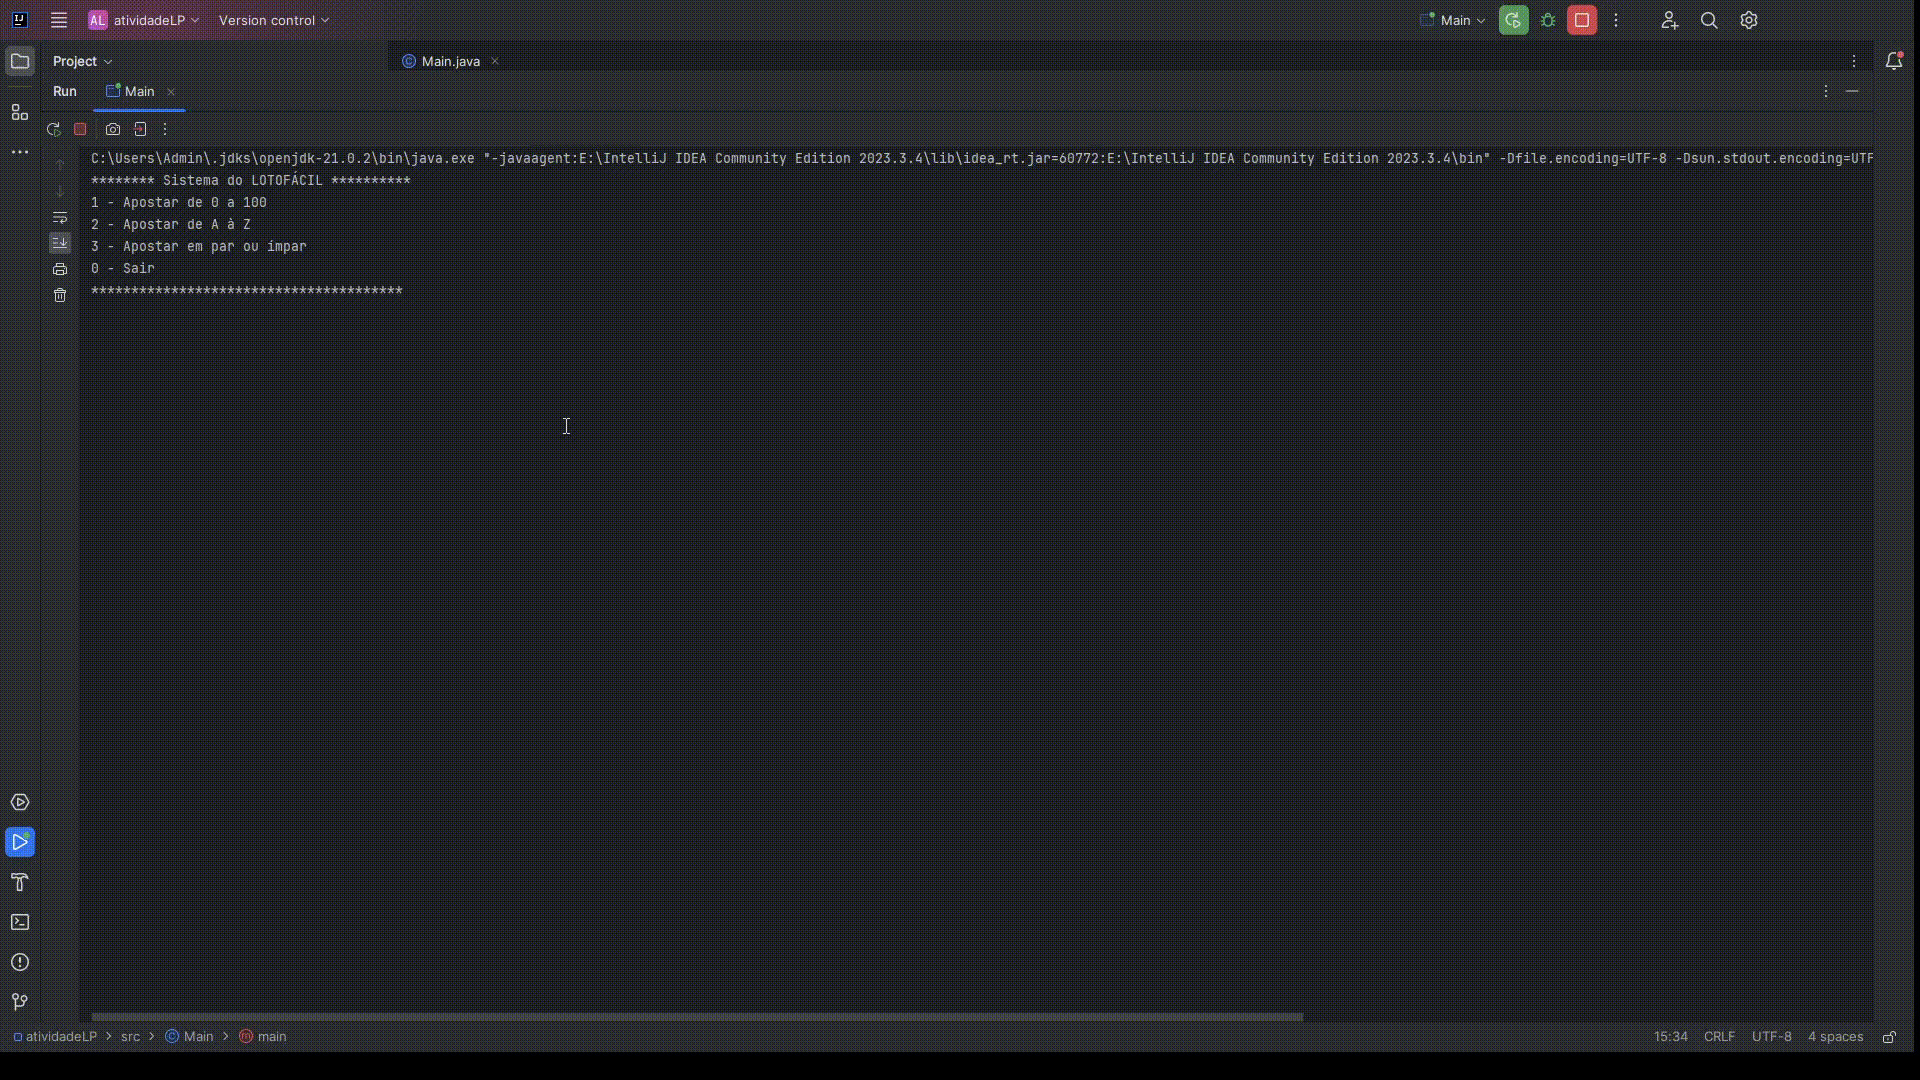 AL atividadeLP Version control Main
Project Main.java
Run Main
C:\Users\Admin\.jdks\openjdk-21.0.2\bin\java.exe "-javaagent:E:\IntelliJ IDEA Community Edition 2023.3.4\lib\idea_rt.jar=60772:E:\IntelliJ IDEA Community Edition 2023.3.4\bin" -Dfile.encoding=UTF-8 -Dsun.stdout.encoding=UTF
******** Sistema do LOTOFÁCIL **********
1 - Apostar de 0 a 100
2 - Apostar de A à Z
3 - Apostar em par ou impar
0 - Sair
***************************************
atividadeLP > src > Main > main 15:34 CRLF UTF-8 4 spaces